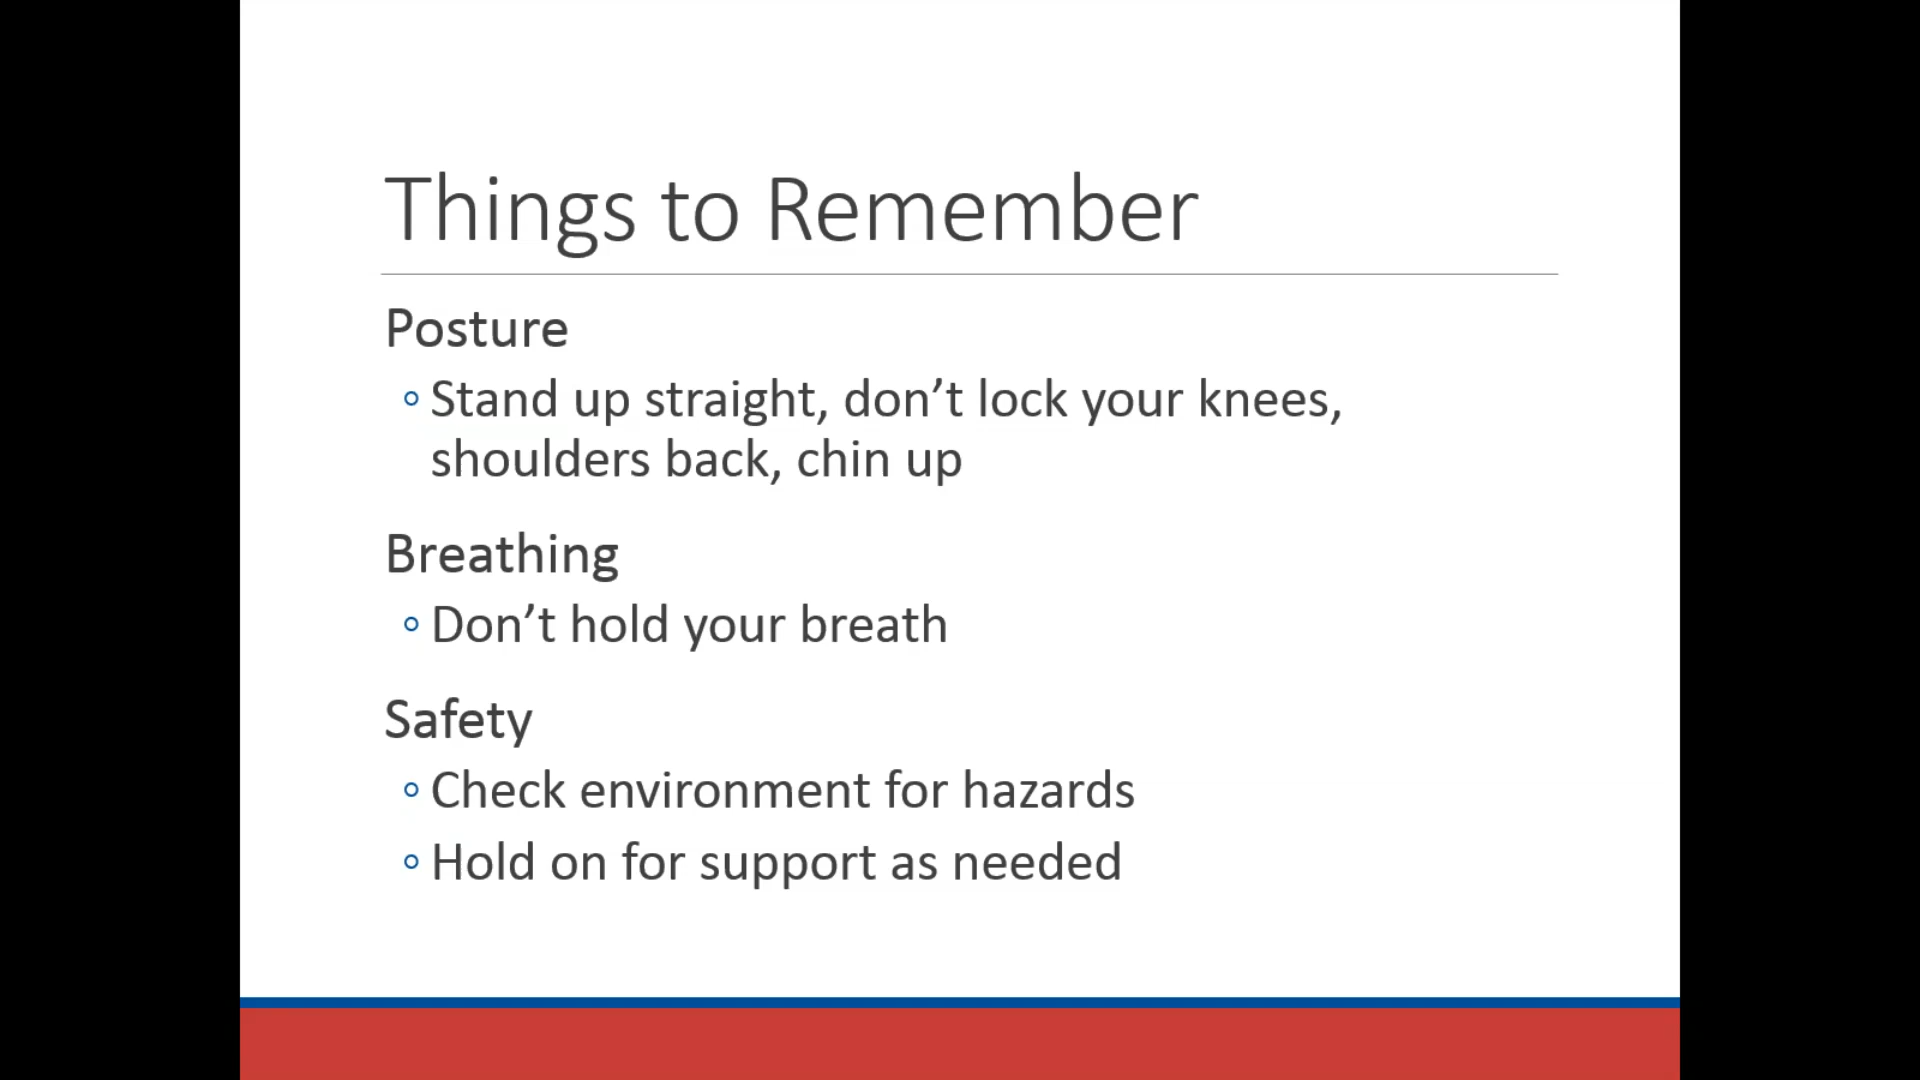 Things to Remember
Posture
◦ Stand up straight, don’t lock your knees,
shoulders back, chin up
Breathing
◦ Don’t hold your breath
Safety
◦ Check environment for hazards
◦ Hold on for support as needed